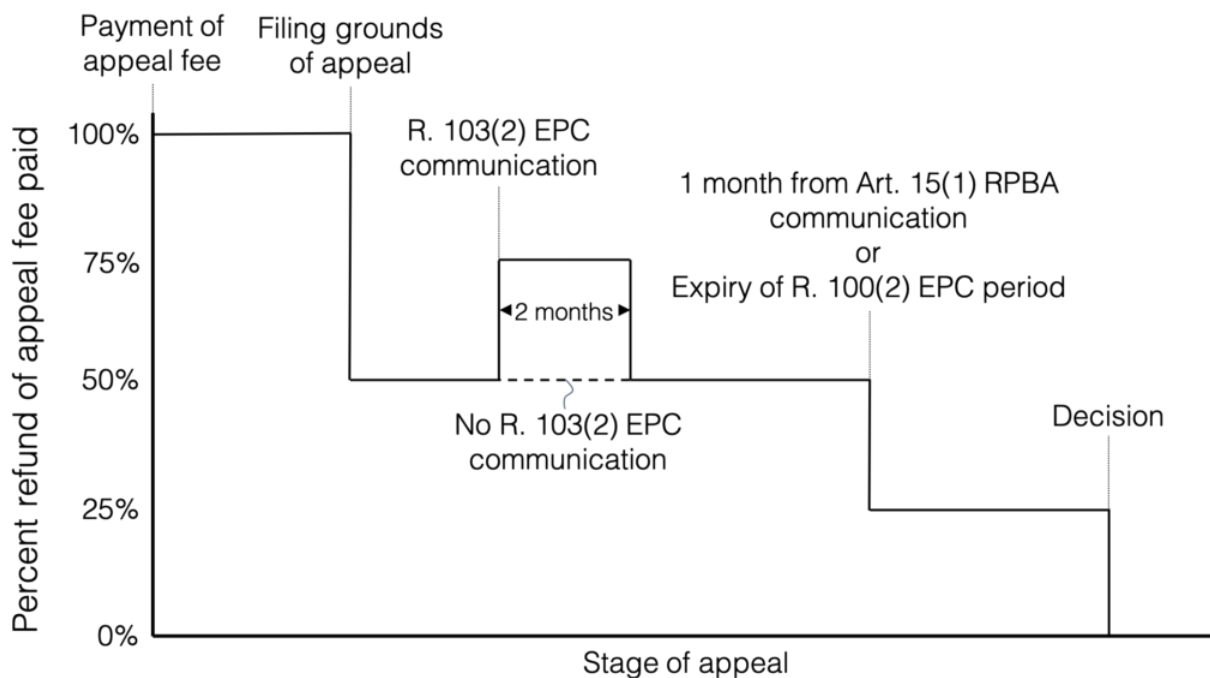 Payment of
appeal fee
Filing grounds
of appeal
Percent refund of appeal fee paid
100%
R. 103(2) EPC
communication
1 month from Art. 15(1) RPBA
communication
or
Expiry of R. 100(2) EPC period
75%
2 months
50%
No R. 103(2) EPC
communication
Decision
25%
0%
Stage of appeal